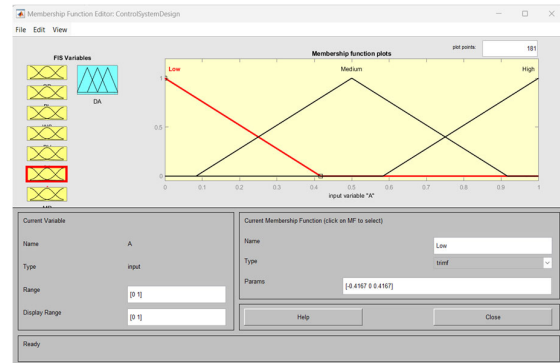 Membership Function Editor: ControlSystemDesign
File Edit View
FIS Variables
DA
Membership function plots
plot points:
181
Low
Medium
High
1
0.5
0
0 0.1 0.2 0.3 0.4 0.5 0.6 0.7 0.8 0.9 1
input variable "A"
Current Variable
Name
A
Type
input
Range
[0 1]
Display Range
[0 1]
Current Membership Function (click on MF to select)
Name
Low
Type
trimf
Params
[-0.4167 0 0.4167]
Help
Close
Ready